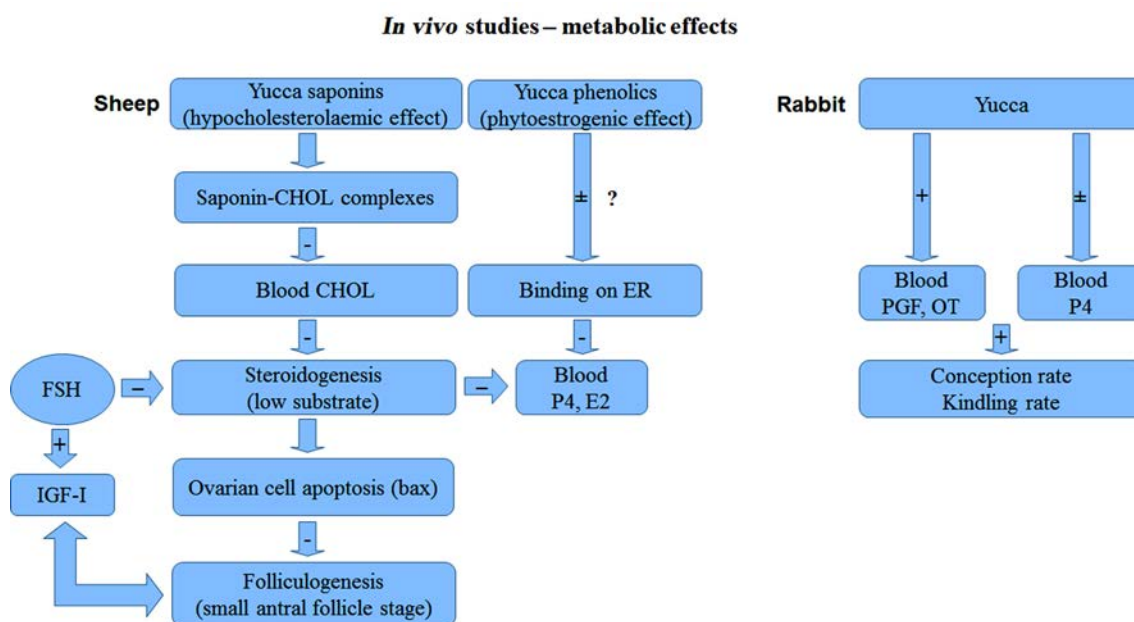 In vivo studies – metabolic effects
Sheep
Yucca saponins
(hypocholesterolaemic effect)
Yucca phenolics
(phytoestrogenic effect)
Rabbit
Yucca
Saponin-CHOL complexes
±
?
+
±
-
Blood CHOL
Binding on ER
Blood
PGF, OT
Blood
P4
-
-
+
FSH
–
Steroidogenesis
(low substrate)
–
Blood
P4, E2
Conception rate
Kindling rate
+
IGF-I
Ovarian cell apoptosis (bax)
-
Folliculogenesis
(small antral follicle stage)